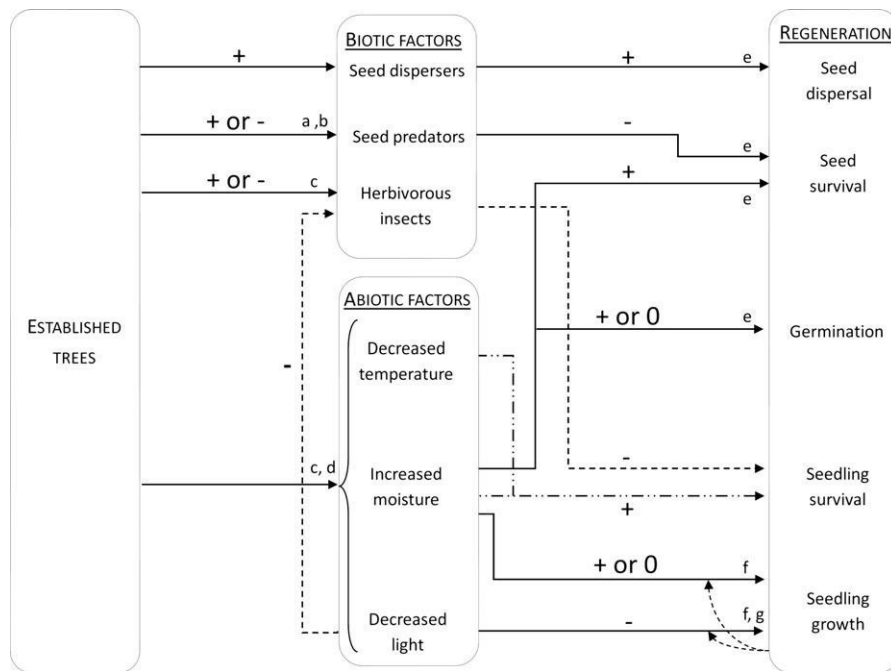 ESTABLISHED
TREES
+
+ or - a ,b
+ or - c
-
c, d
BIOTIC FACTORS
Seed dispersers
Seed predators
Herbivorous
insects
ABIOTIC FACTORS
Decreased
temperature
Increased
moisture
Decreased
light
+ e
- e
+
e
+ or 0 e
-
+
+ or 0 f
- f, g
REGENERATION
Seed
dispersal
Seed
survival
Germination
Seedling
survival
Seedling
growth